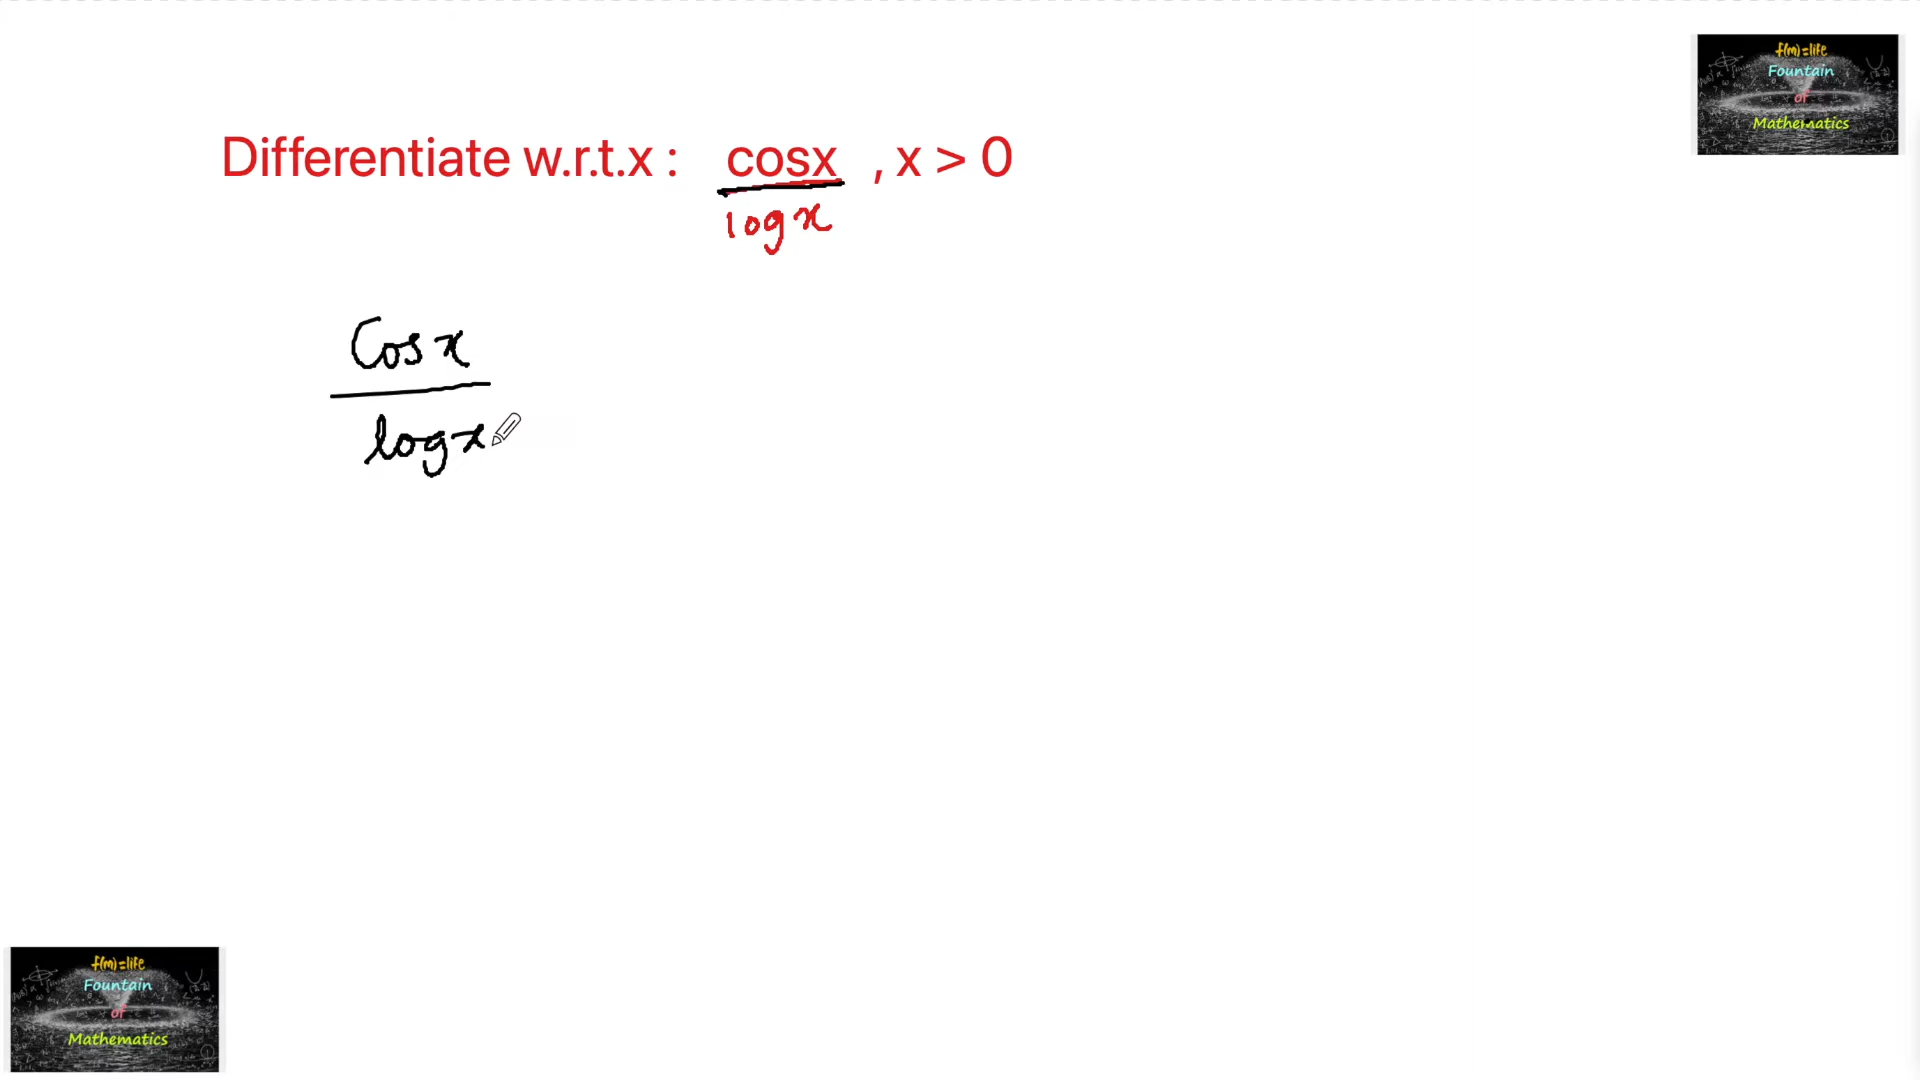 f(m)=life
Fountain
of
Mathematics
Differentiate w.r.t.x : cosx , x > 0
log x
Cos x
log x
f(m)=life
Fountain
of
Mathematics